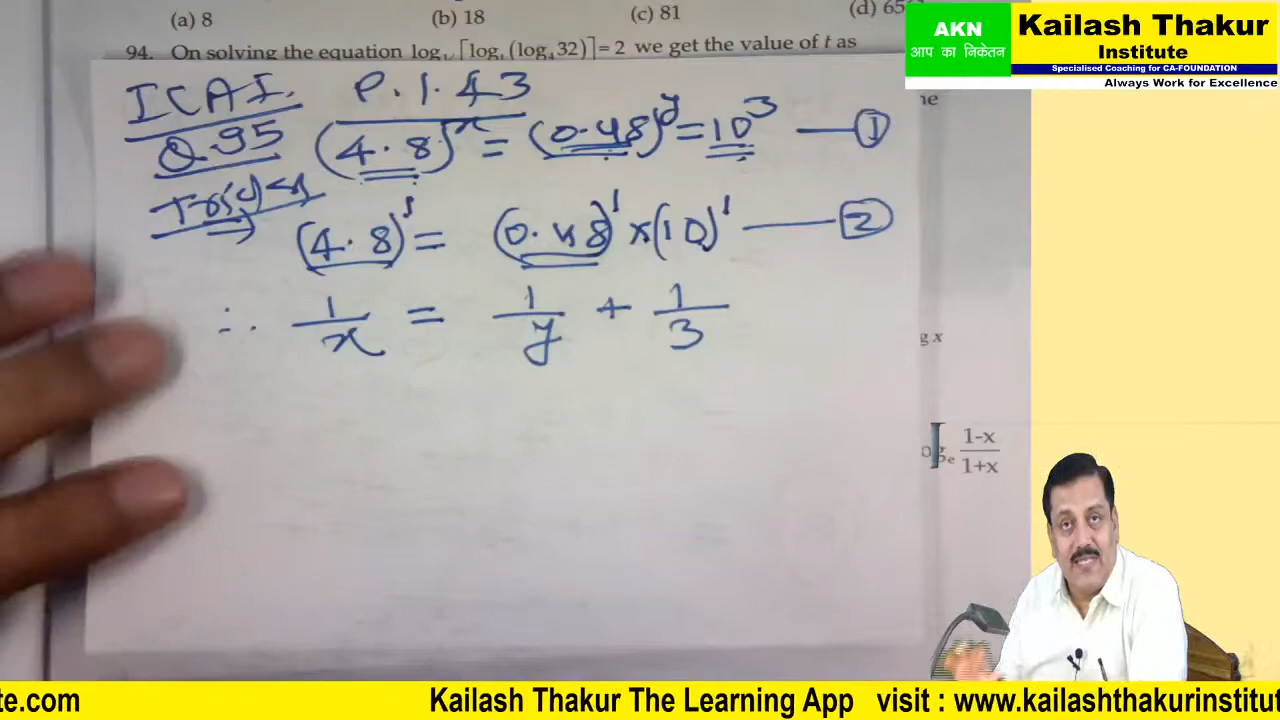 (a) 8 (b) 18 (c) 81 (d) 65
94. On solving the equation log [log (log₄32)] = 2 we get the value of t as
ICAI. P. 1.43
Q.95 (4.8)^x = (0.48)^y = 10^3 — ①
(4.8)^1 = (0.48)^1 × (10)^1 — ②
∴ 1/x = 1/y + 1/3
g x
1-x
1+x
AKN
आप का निकेतन
Kailash Thakur
Institute
Specialised Coaching for CA-FOUNDATION
Always Work for Excellence
te.com Kailash Thakur The Learning App visit : www.kailashthakurinstitut